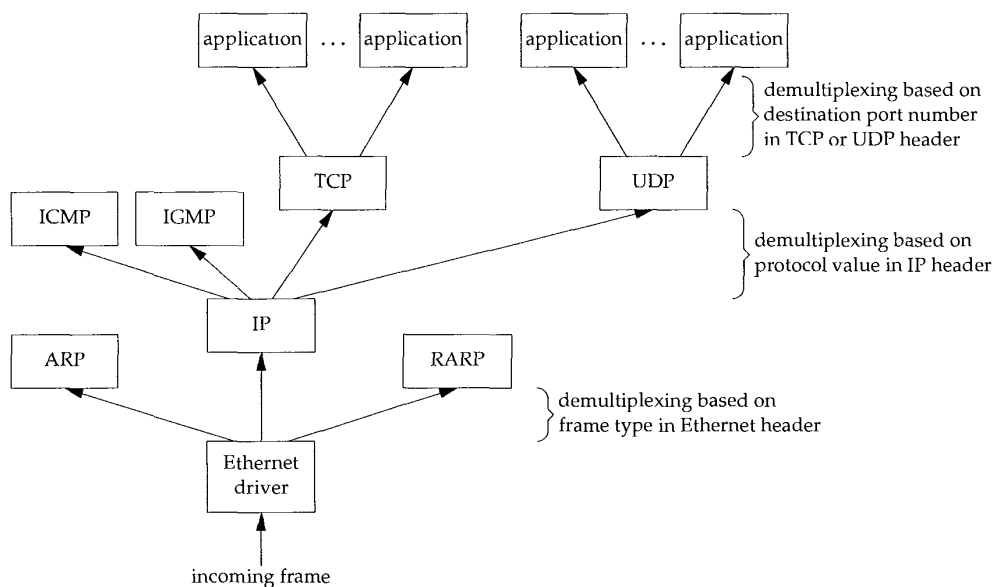 application ... application
application ... application
demultiplexing based on
destination port number
in TCP or UDP header
TCP
UDP
ICMP
IGMP
demultiplexing based on
protocol value in IP header
IP
ARP
RARP
demultiplexing based on
frame type in Ethernet header
Ethernet
driver
incoming frame